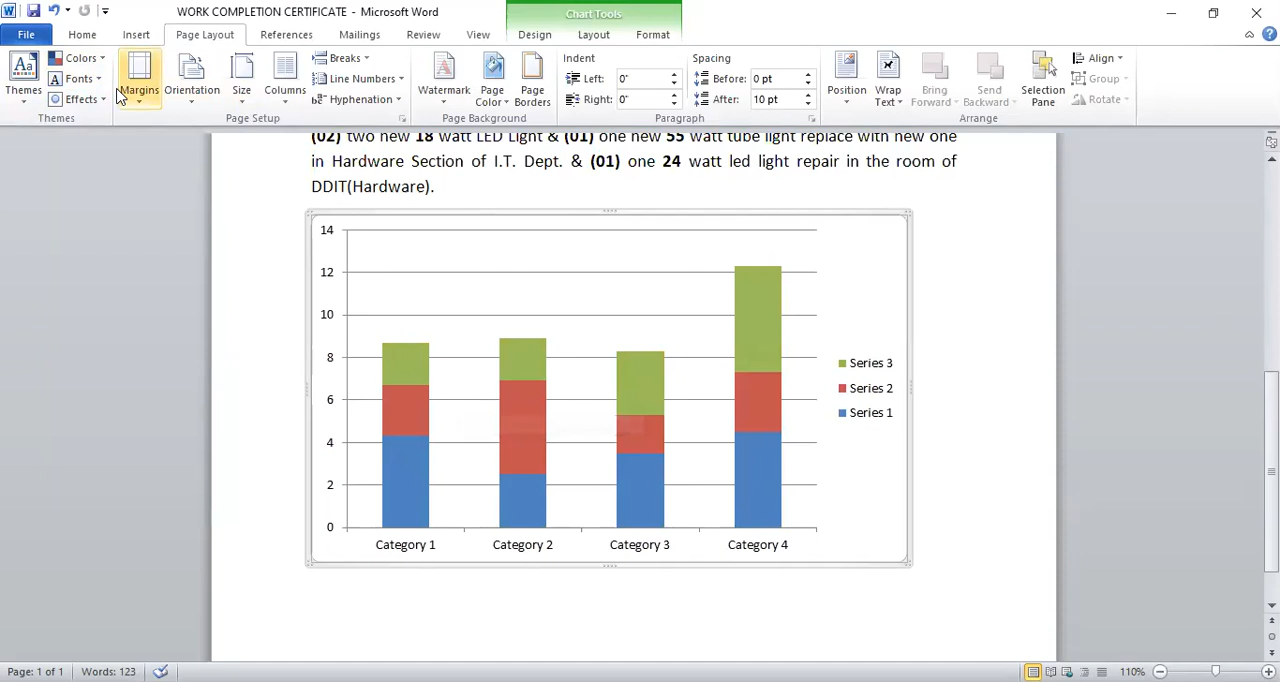 WORK COMPLETION CERTIFICATE - Microsoft Word
Chart Tools
File Home Insert Page Layout References Mailings Review View Design Layout Format
Themes
Colors
Fonts
Effects
Themes
Margins
Orientation
Size
Columns
Breaks
Line Numbers
Hyphenation
Page Setup
Watermark
Page
Color
Page
Borders
Page Background
Indent
Left: 0"
Right: 0"
Spacing
Before: 0 pt
After: 10 pt
Paragraph
Position
Wrap
Text
Bring
Forward
Send
Backward
Selection
Pane
Align
Group
Rotate
Arrange
(02) two new 18 watt LED Light & (01) one new 55 watt tube light replace with new one
in Hardware Section of I.T. Dept. & (01) one 24 watt led light repair in the room of
DDIT(Hardware).
14
12
10
8
6
4
2
0
Category 1 Category 2 Category 3 Category 4
Series 3
Series 2
Series 1
Page: 1 of 1 Words: 123 110%